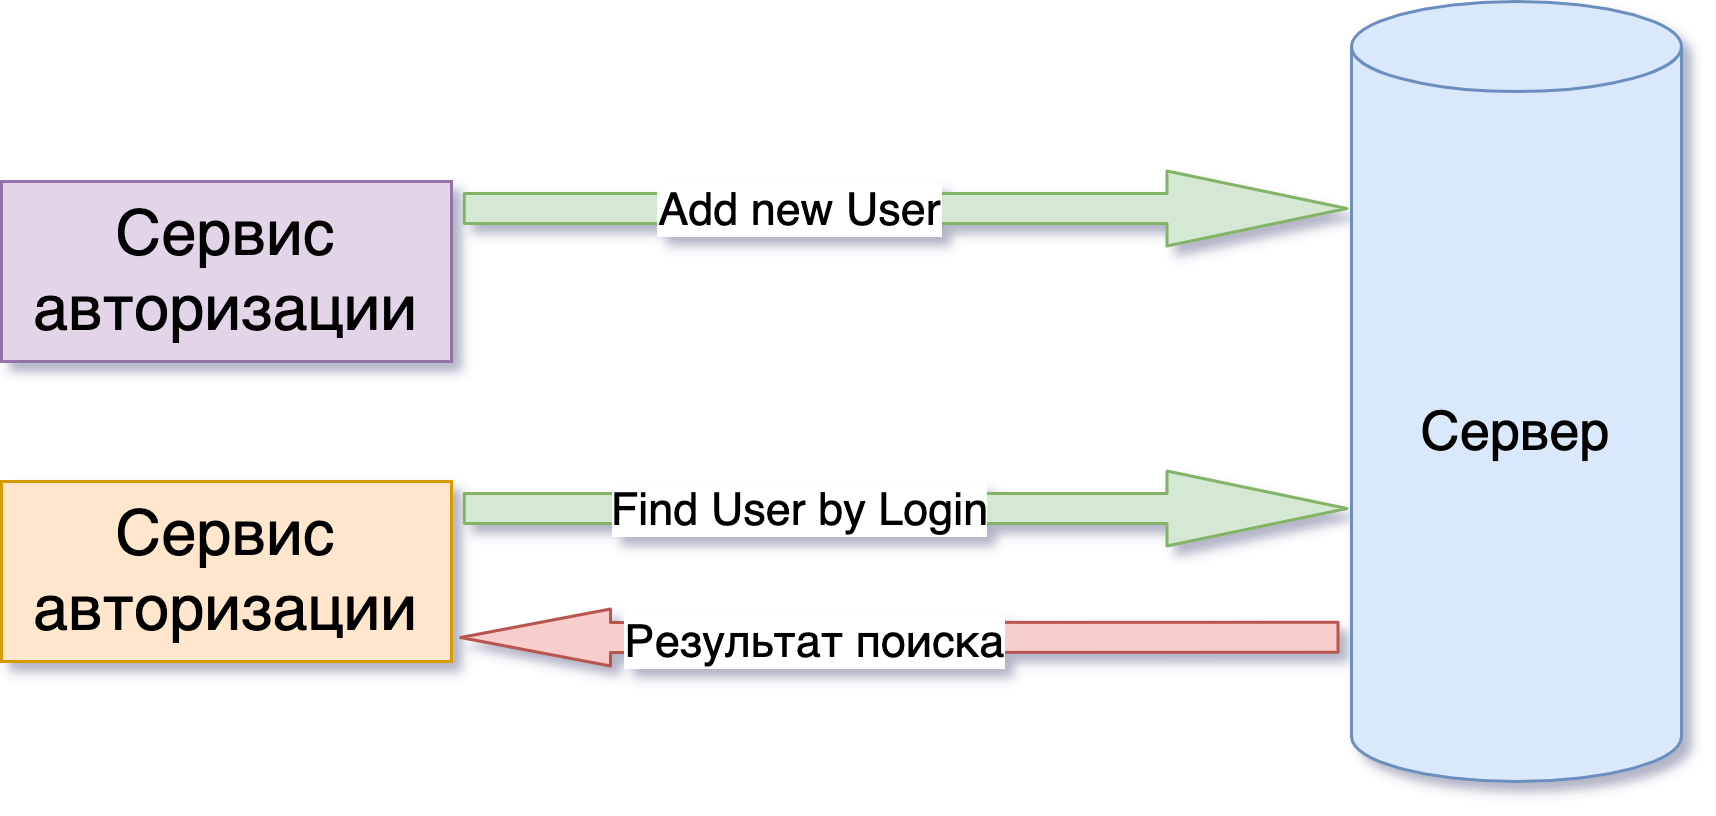 Сервис
авторизации
Add new User
Сервер
Сервис
авторизации
Find User by Login
Результат поиска